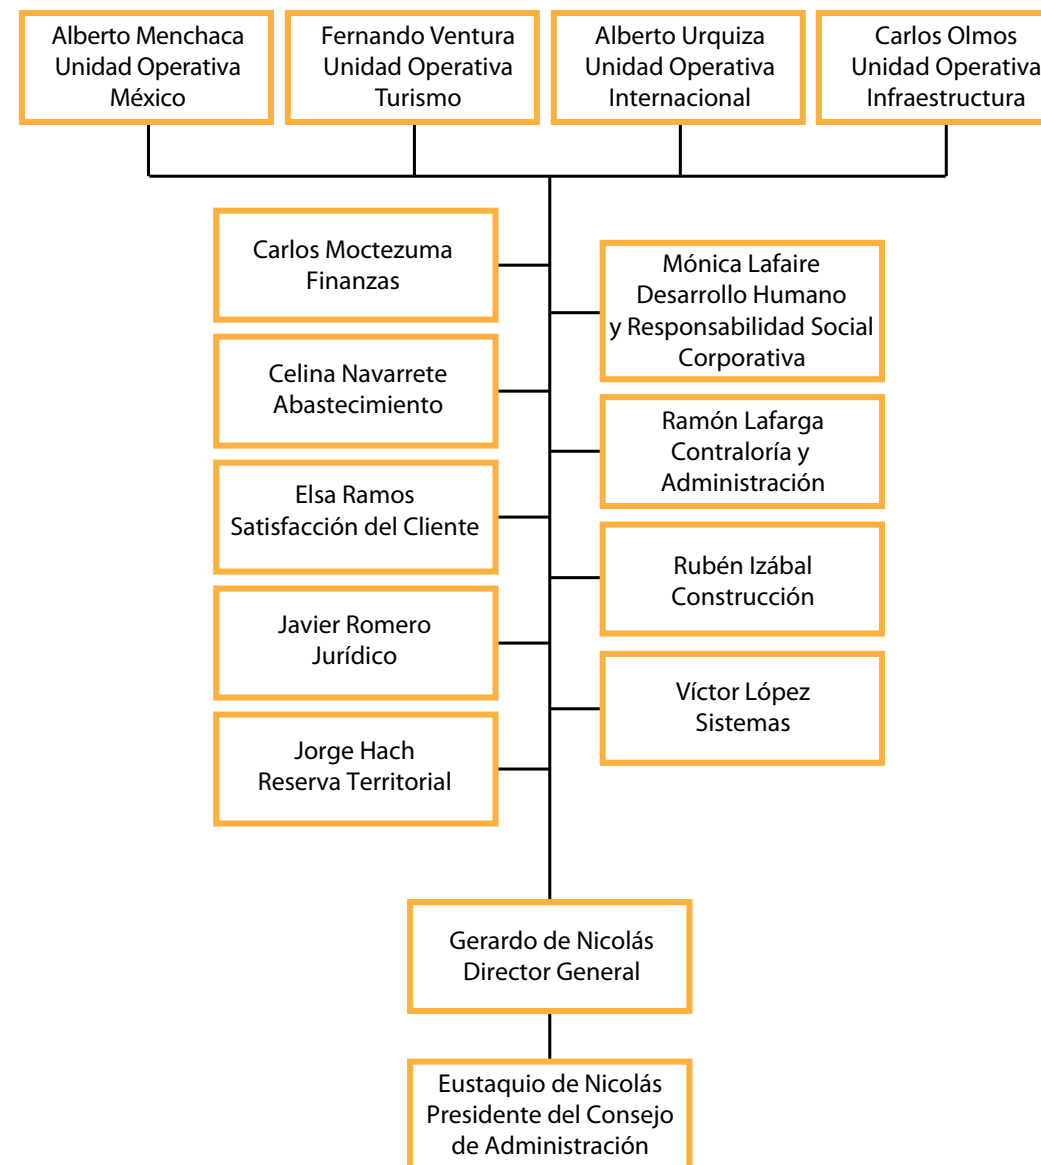 Alberto Menchaca
Unidad Operativa
México
Fernando Ventura
Unidad Operativa
Turismo
Alberto Urquiza
Unidad Operativa
Internacional
Carlos Olmos
Unidad Operativa
Infraestructura
Carlos Moctezuma
Finanzas
Mónica Lafaire
Desarrollo Humano
y Responsabilidad Social
Corporativa
Celina Navarrete
Abastecimiento
Ramón Lafarga
Contraloría y
Administración
Elsa Ramos
Satisfacción del Cliente
Rubén Izábal
Construcción
Javier Romero
Jurídico
Víctor López
Sistemas
Jorge Hach
Reserva Territorial
Gerardo de Nicolás
Director General
Eustaquio de Nicolás
Presidente del Consejo
de Administración